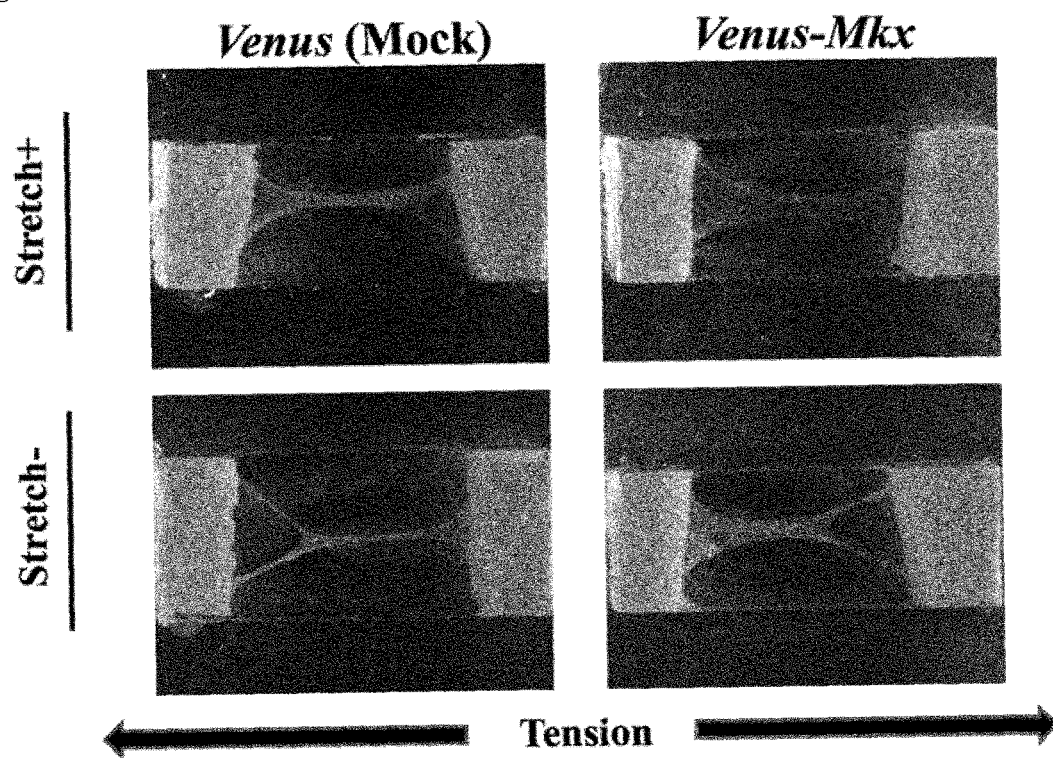 Venus (Mock)
Venus-Mkx
Stretch+
Stretch-
Tension